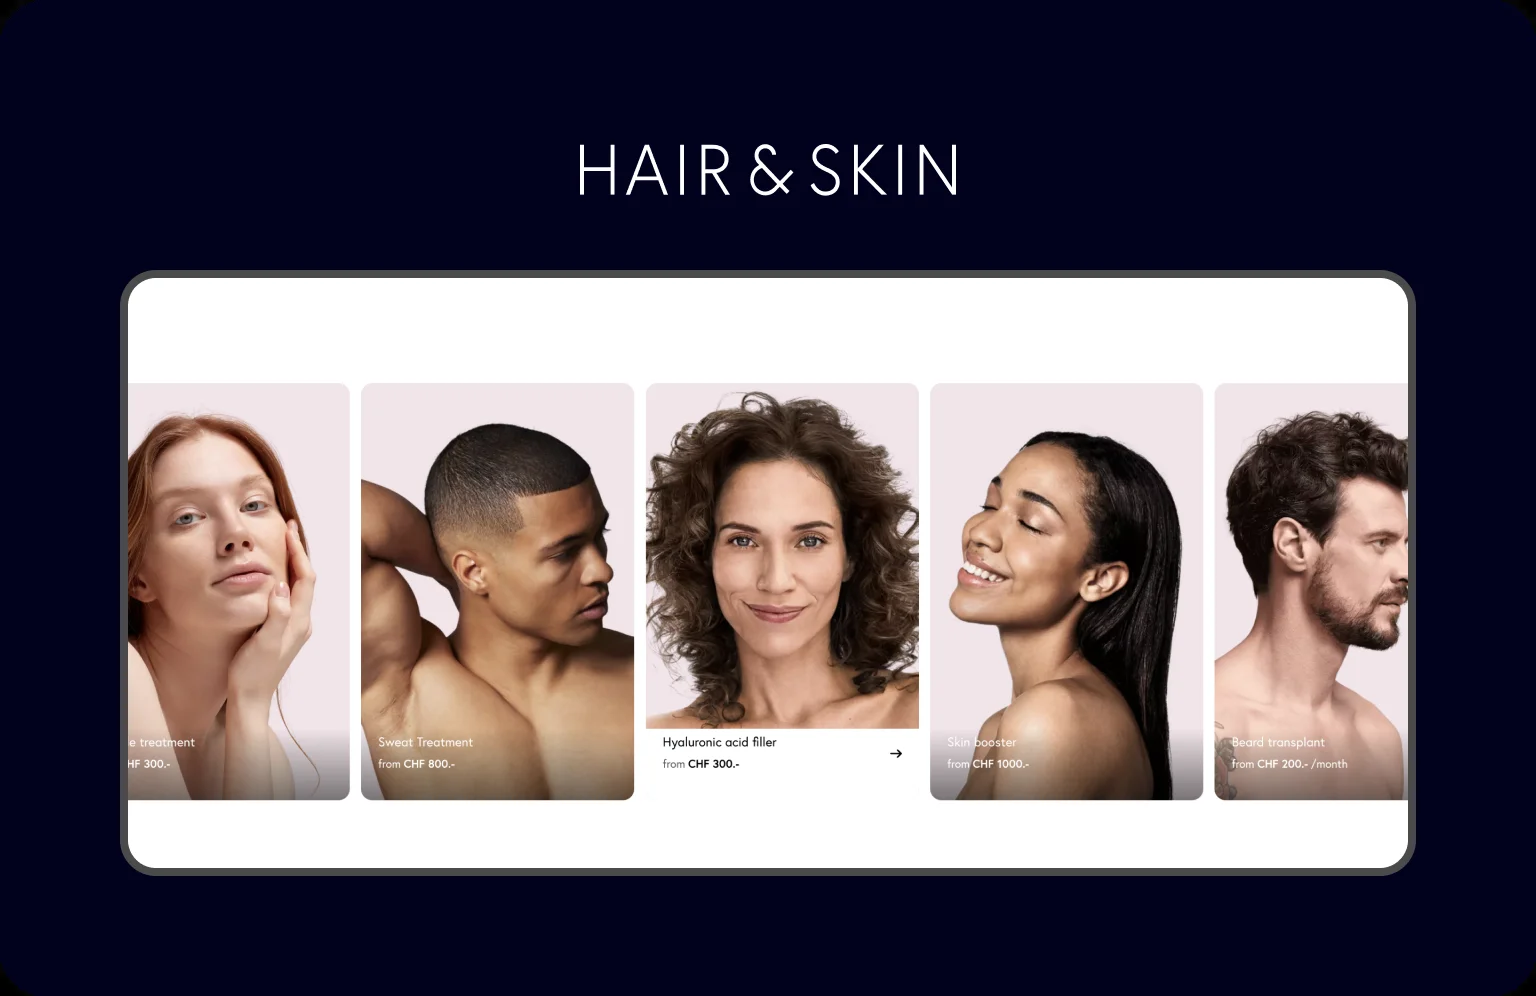 HAIR & SKIN
e treatment
HF 300.-
Sweat Treatment
from CHF 800.-
Hyaluronic acid filler
from CHF 300.-
Skin booster
from CHF 1000.-
Beard transplant
from CHF 200.- /month